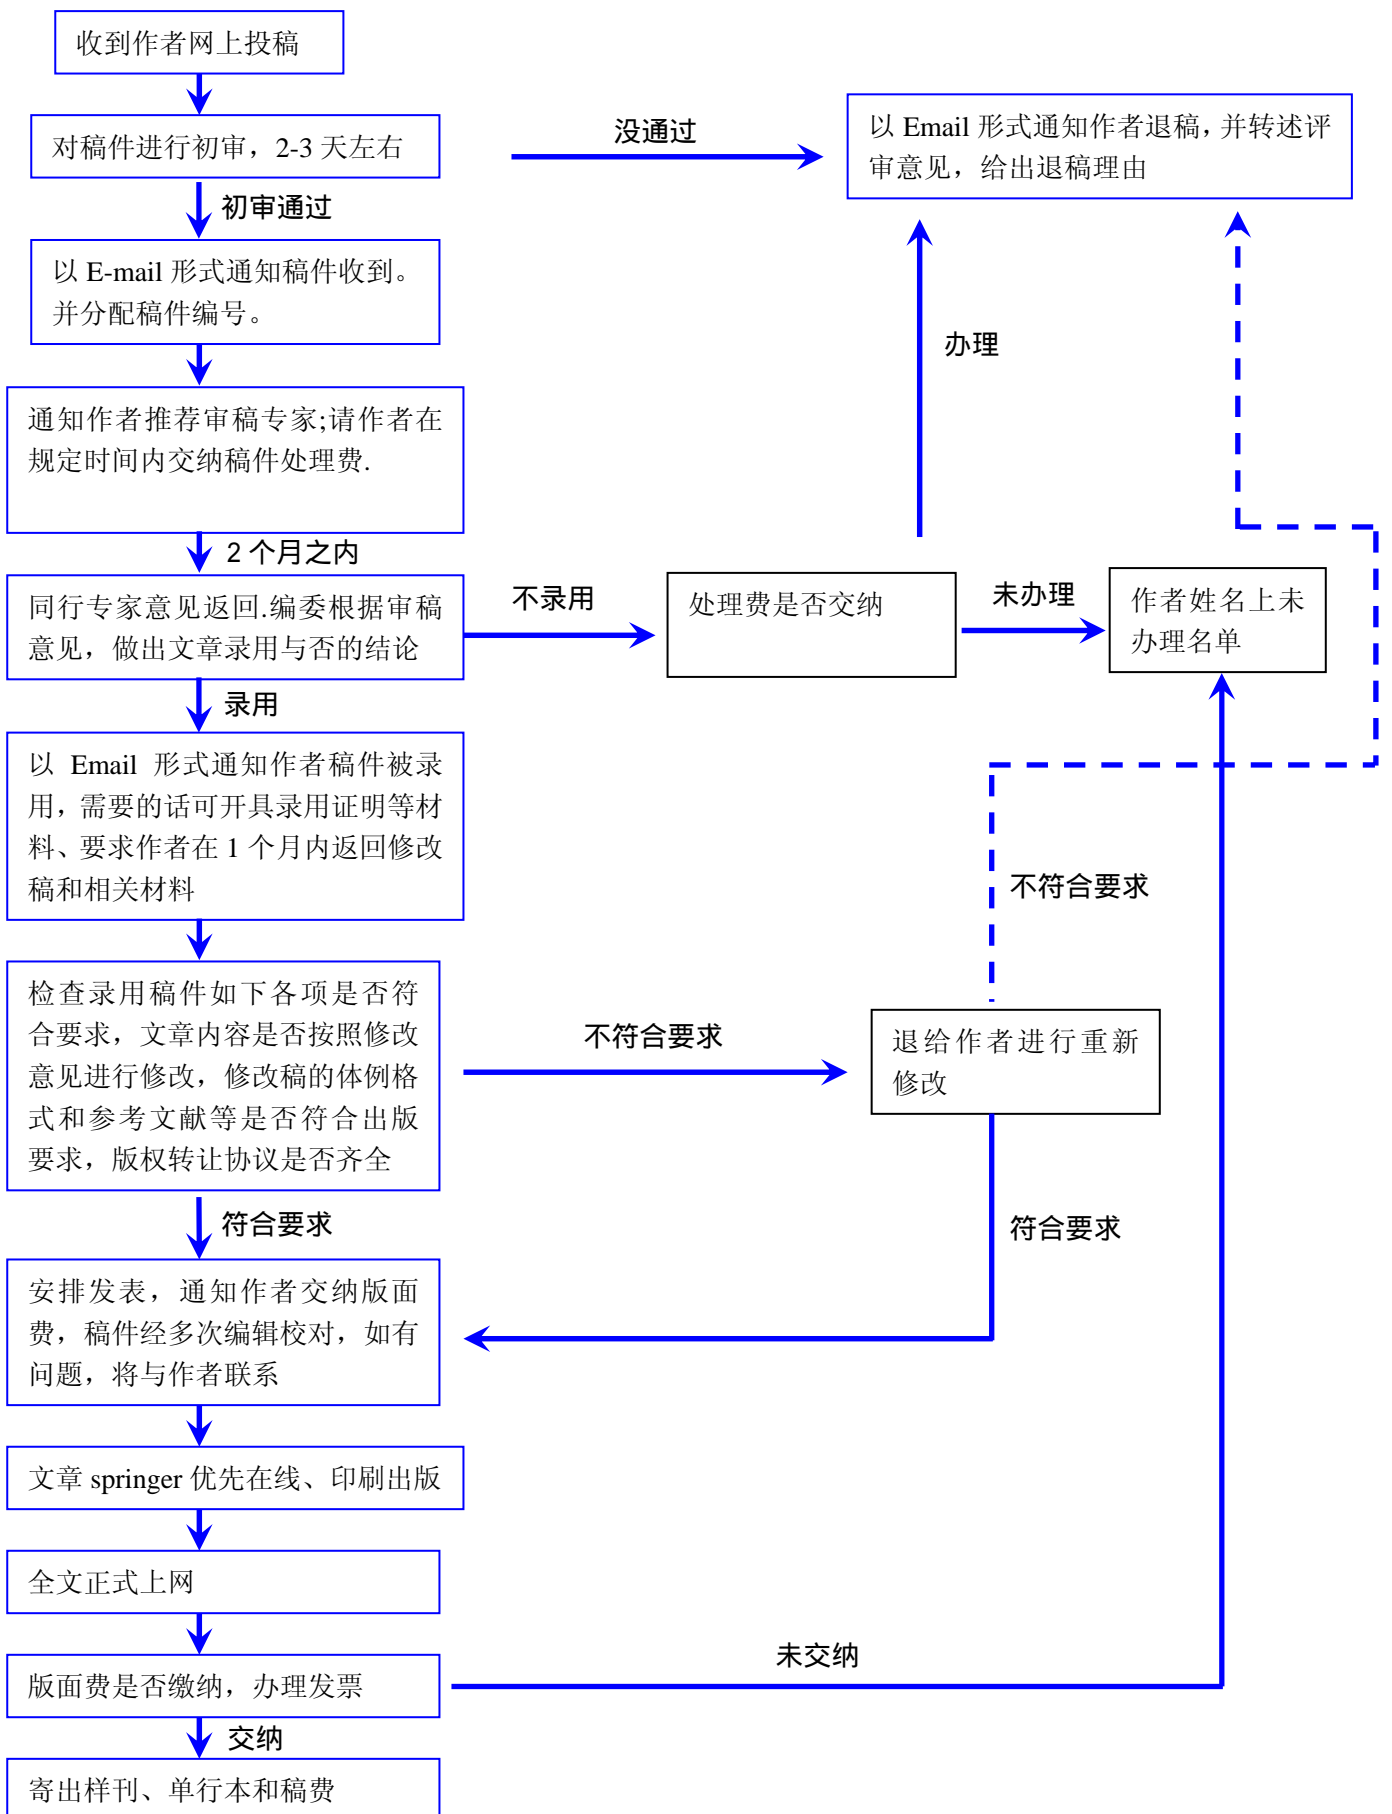 收到作者网上投稿
对稿件进行初审，2-3 天左右
没通过
以 Email 形式通知作者退稿，并转述评
审意见，给出退稿理由
初审通过
以 E-mail 形式通知稿件收到。
并分配稿件编号。
办理
通知作者推荐审稿专家;请作者在
规定时间内交纳稿件处理费.
2 个月之内
同行专家意见返回.编委根据审稿
意见，做出文章录用与否的结论
不录用
处理费是否交纳
未办理
作者姓名上未
办理名单
录用
以 Email 形式通知作者稿件被录
用，需要的话可开具录用证明等材
料、要求作者在 1 个月内返回修改
稿和相关材料
不符合要求
检查录用稿件如下各项是否符
合要求，文章内容是否按照修改
意见进行修改，修改稿的体例格
式和参考文献等是否符合出版
要求，版权转让协议是否齐全
不符合要求
退给作者进行重新
修改
符合要求
符合要求
安排发表，通知作者交纳版面
费，稿件经多次编辑校对，如有
问题，将与作者联系
文章 springer 优先在线、印刷出版
全文正式上网
版面费是否缴纳，办理发票
未交纳
交纳
寄出样刊、单行本和稿费